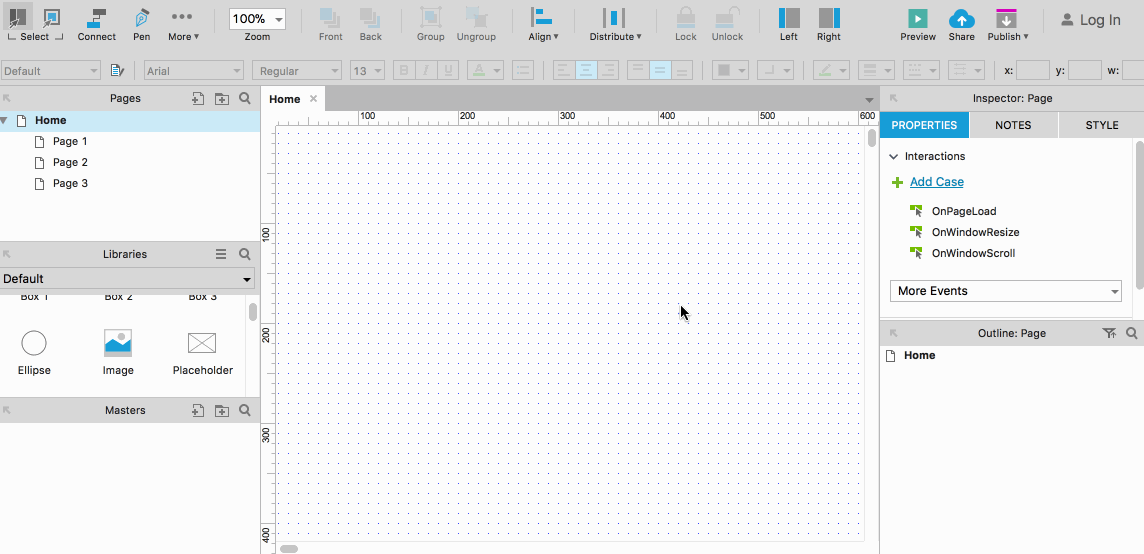 Select Connect Pen More ▾ 100% Zoom Front Back Group Ungroup Align ▾ Distribute ▾ Lock Unlock Left Right Preview Share Publish ▾ Log In
Default Arial Regular 13 B I U A x: y: w:
Pages
Home
Page 1
Page 2
Page 3
Libraries
Default
Box 1 Box 2 Box 3
Ellipse Image Placeholder
Masters
Home
100 200 300 400 500 600
100
200
300
400
Inspector: Page
PROPERTIES NOTES STYLE
Interactions
Add Case
OnPageLoad
OnWindowResize
OnWindowScroll
More Events
Outline: Page
Home